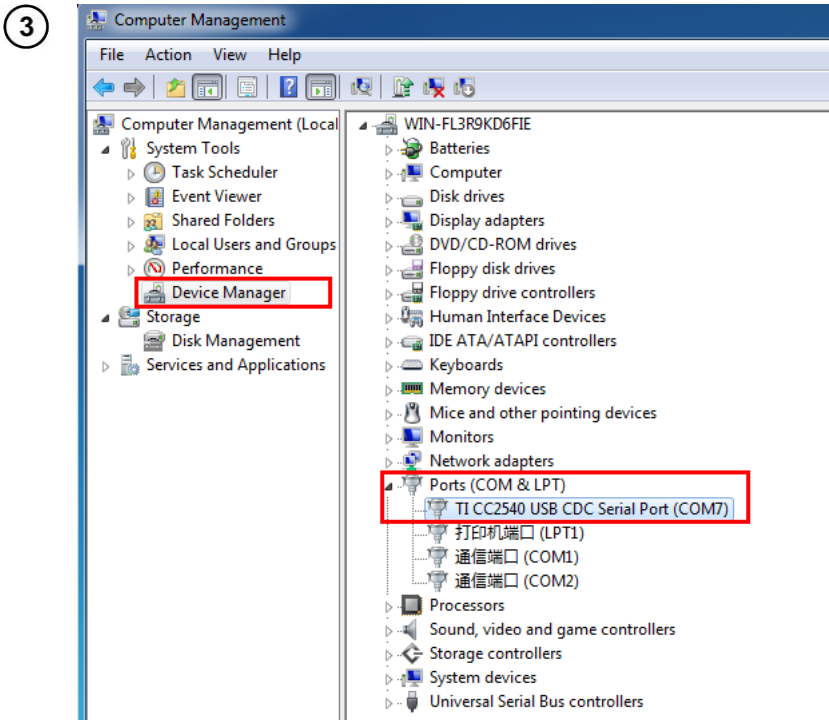 3
Computer Management
File Action View Help
Computer Management (Local
System Tools
Task Scheduler
Event Viewer
Shared Folders
Local Users and Groups
Performance
Device Manager
Storage
Disk Management
Services and Applications
WIN-FL3R9KD6FIE
Batteries
Computer
Disk drives
Display adapters
DVD/CD-ROM drives
Floppy disk drives
Floppy drive controllers
Human Interface Devices
IDE ATA/ATAPI controllers
Keyboards
Memory devices
Mice and other pointing devices
Monitors
Network adapters
Ports (COM & LPT)
TI CC2540 USB CDC Serial Port (COM7)
打印机端口 (LPT1)
通信端口 (COM1)
通信端口 (COM2)
Processors
Sound, video and game controllers
Storage controllers
System devices
Universal Serial Bus controllers